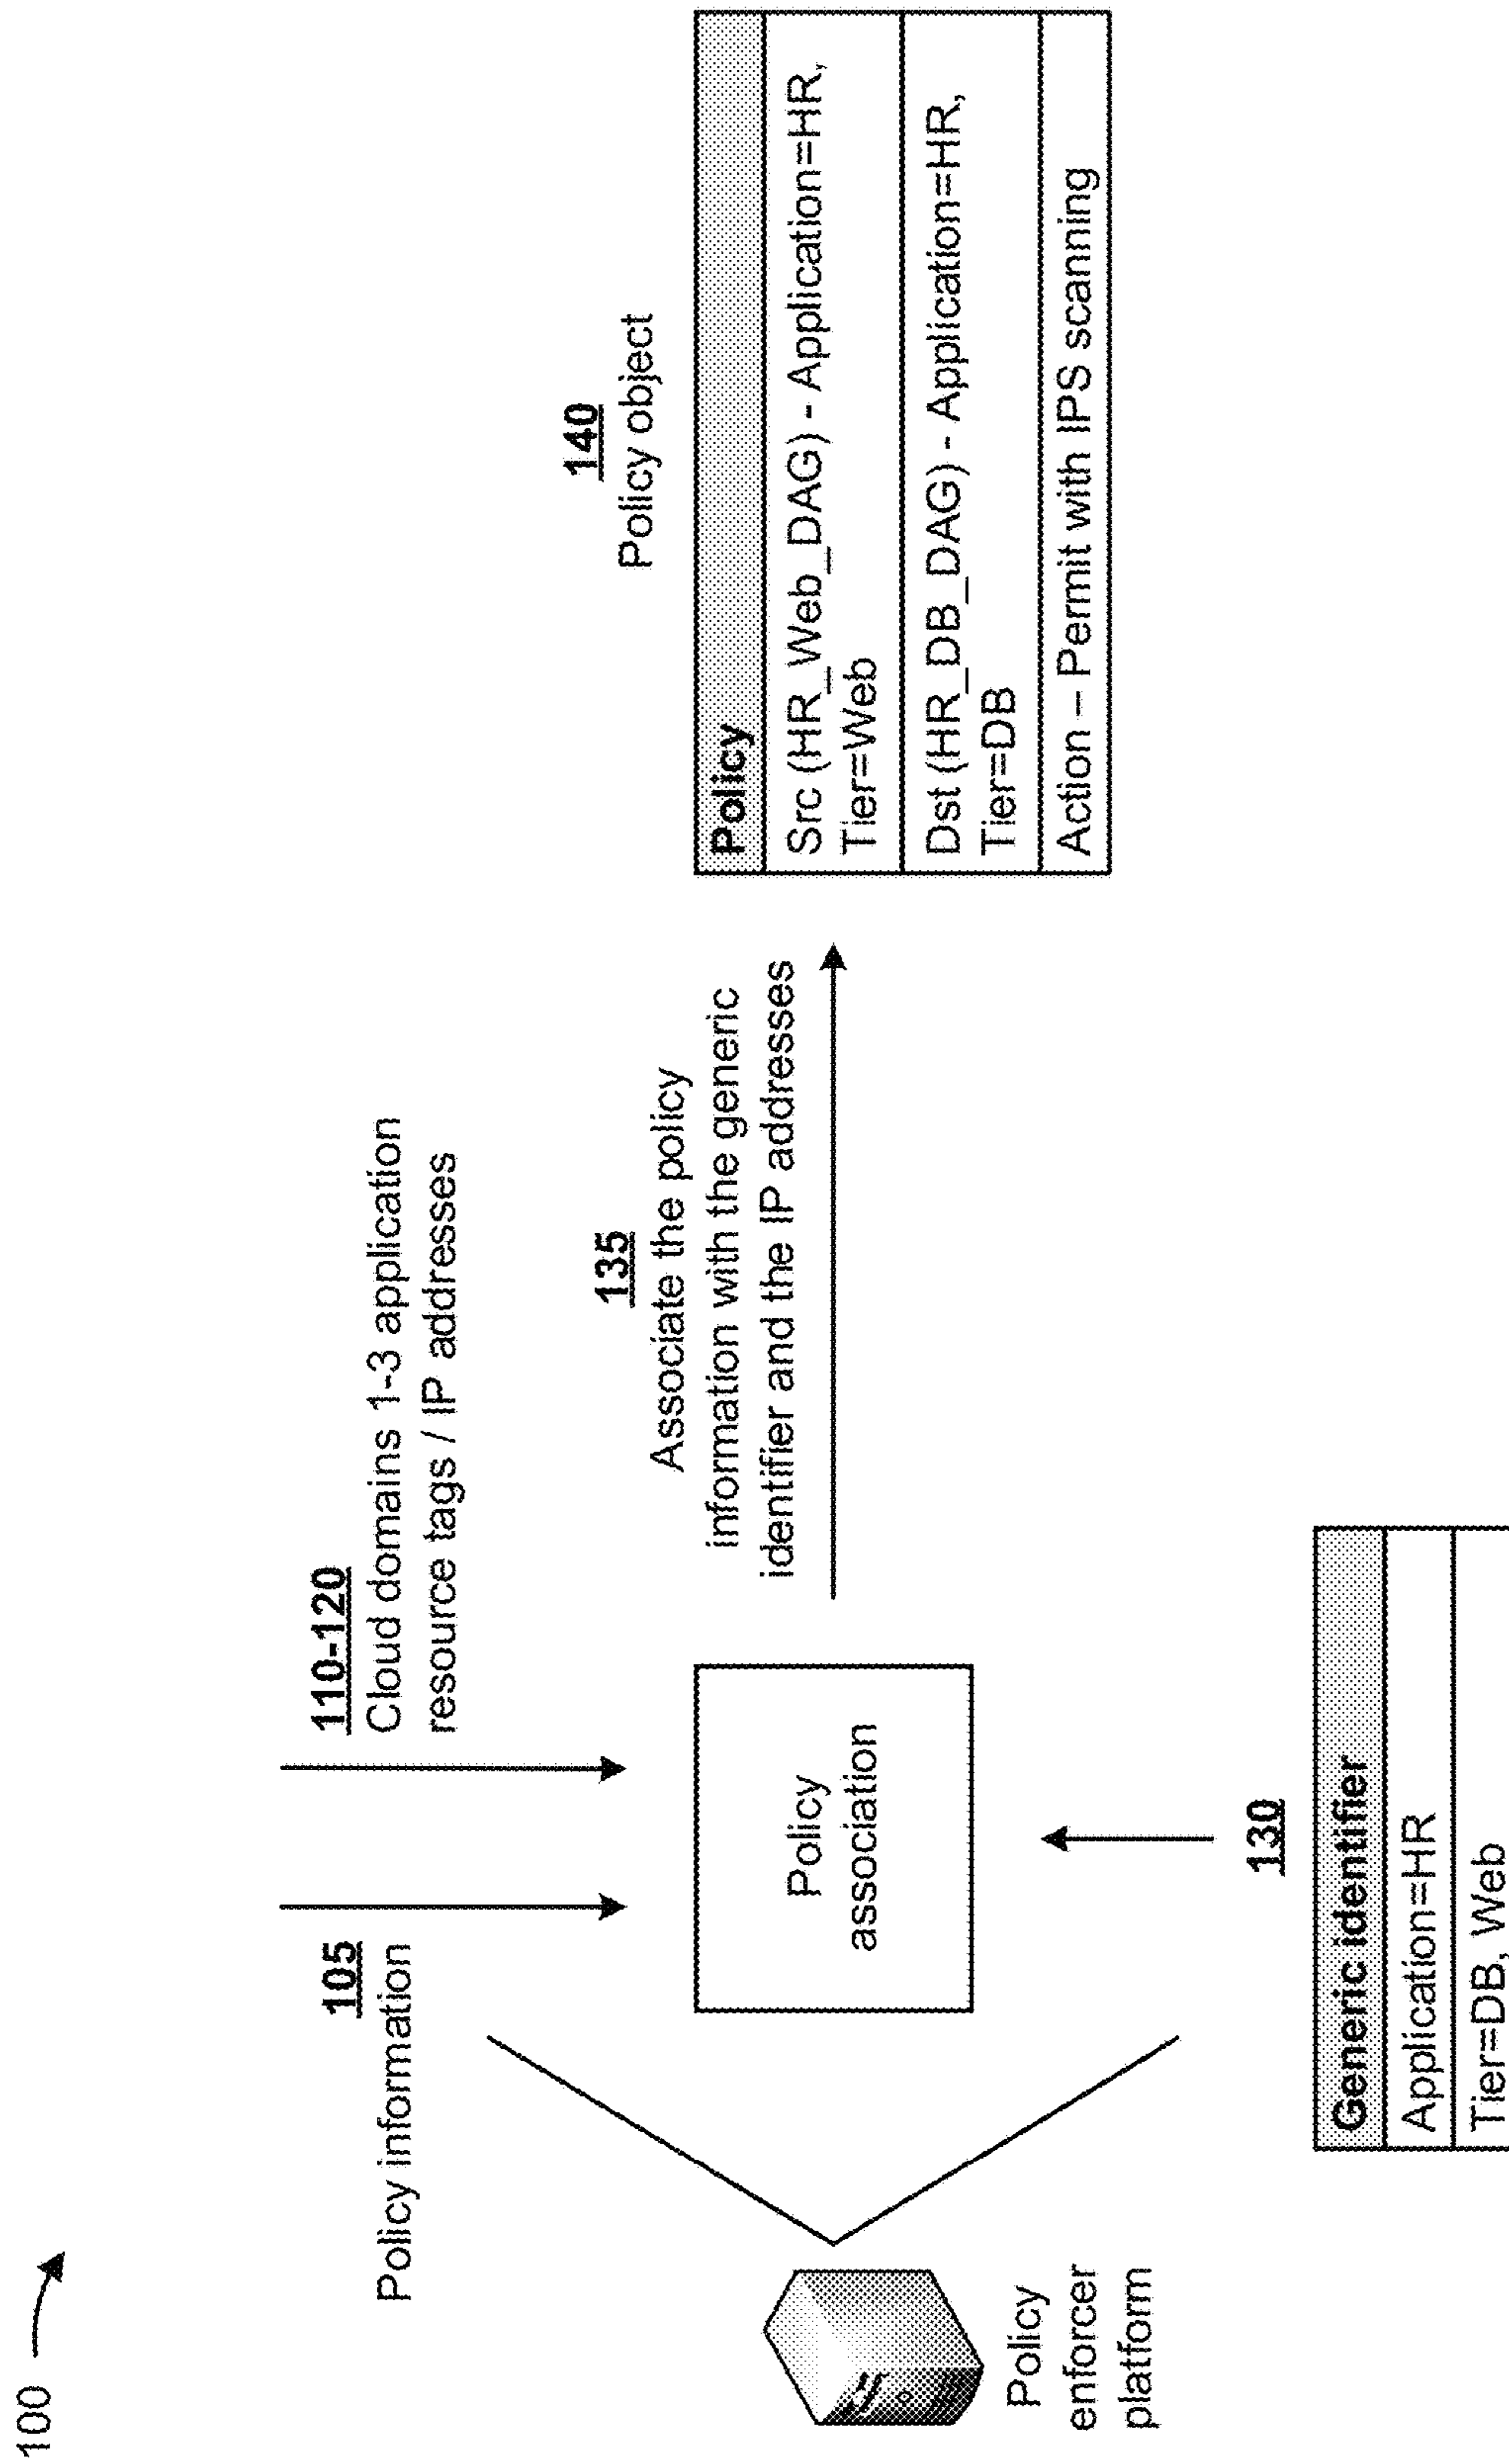 100
110-120
Cloud domains 1-3 application
resource tags / IP addresses
105
Policy information
Policy
association
135
Associate the policy
information with the generic
identifier and the IP addresses
140
Policy object
Policy
Src (HR_Web_DAG) - Application=HR,
Tier=Web
Dst (HR_DB_DAG) - Application=HR,
Tier=DB
Action – Permit with IPS scanning
Policy
enforcer
platform
130
Generic identifier
Application=HR
Tier=DB, Web